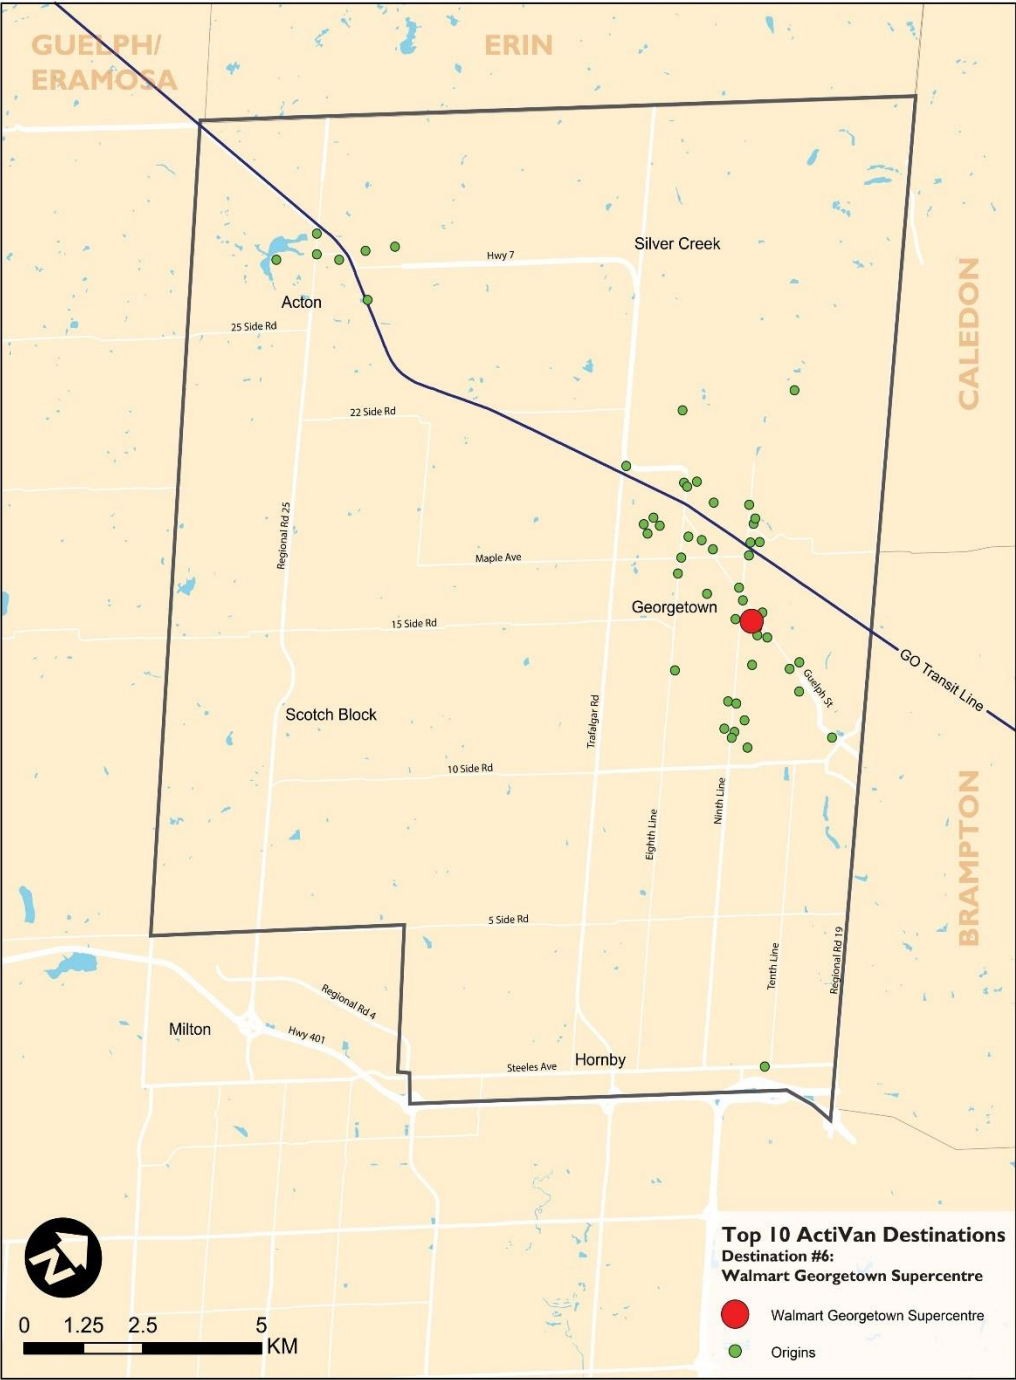 GUELPH/
ERAMOSA
ERIN
Silver Creek
Hwy 7
CALEDON
Acton
25 Side Rd
22 Side Rd
Regional Rd 25
Maple Ave
Georgetown
15 Side Rd
GO Transit Line
Guelph St
Scotch Block
Trafalgar Rd
10 Side Rd
Ninth Line
Eighth Line
BRAMPTON
5 Side Rd
Tenth Line
Regional Rd 19
Regional Rd 4
Milton
Hwy 401
Steeles Ave
Hornby
N
0 1.25 2.5 5
KM
Top 10 ActiVan Destinations
Destination #6:
Walmart Georgetown Supercentre
Walmart Georgetown Supercentre
Origins